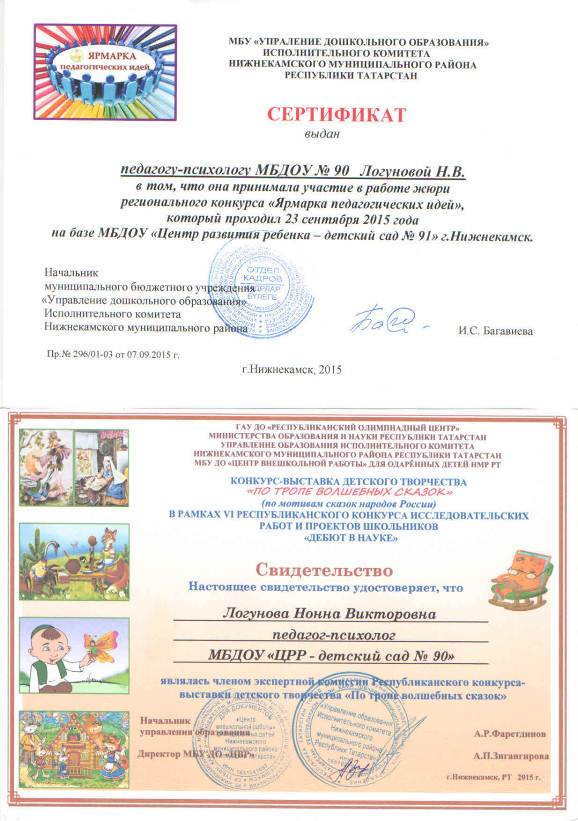 ЯРМАРКА
педагогических идей
МБУ «УПРАЛЕНИЕ ДОШКОЛЬНОГО ОБРАЗОВАНИЯ»
ИСПОЛНИТЕЛЬНОГО КОМИТЕТА
НИЖНЕКАМСКОГО МУНИЦИПАЛЬНОГО РАЙОНА
РЕСПУБЛИКИ ТАТАРСТАН
СЕРТИФИКАТ
выдан
педагогу-психологу МБДОУ № 90 Логуновой Н.В.
в том, что она принимала участие в работе жюри
регионального конкурса «Ярмарка педагогических идей»,
который проходил 23 сентября 2015 года
на базе МБДОУ «Центр развития ребенка – детский сад № 91» г.Нижнекамск.
Начальник
муниципального бюджетного учреждения
«Управление дошкольного образования»
Исполнительного комитета
Нижнекамского муниципального района
ОТДЕЛ
КАДРОВ
КАДРЛАР
БҮЛЕГЕ
И.С. Багавиева
Пр.№ 296/01-03 от 07.09.2015 г.
г.Нижнекамск, 2015
ГАУ ДО «РЕСПУБЛИКАНСКИЙ ОЛИМПИАДНЫЙ ЦЕНТР»
МИНИСТЕРСТВА ОБРАЗОВАНИЯ И НАУКИ РЕСПУБЛИКИ ТАТАРСТАН
УПРАВЛЕНИЕ ОБРАЗОВАНИЯ ИСПОЛНИТЕЛЬНОГО КОМИТЕТА
НИЖНЕКАМСКОГО МУНИЦИПАЛЬНОГО РАЙОНА РЕСПУБЛИКИ ТАТАРСТАН
МБУ ДО «ЦЕНТР ВНЕШКОЛЬНОЙ РАБОТЫ» ДЛЯ ОДАРЁННЫХ ДЕТЕЙ НМР РТ
КОНКУРС-ВЫСТАВКА ДЕТСКОГО ТВОРЧЕСТВА
«ПО ТРОПЕ ВОЛШЕБНЫХ СКАЗОК»
(по мотивам сказок народов России)
В РАМКАХ VI РЕСПУБЛИКАНСКОГО КОНКУРСА ИССЛЕДОВАТЕЛЬСКИХ
РАБОТ И ПРОЕКТОВ ШКОЛЬНИКОВ
«ДЕБЮТ В НАУКЕ»
Свидетельство
Настоящее свидетельство удостоверяет, что
Логунова Нонна Викторовна
педагог-психолог
МБДОУ «ЦРР - детский сад № 90»
являлась членом экспертной комиссии Республиканского конкурса-
выставки детского творчества «По тропе волшебных сказок»
Начальник
управления образования
А.Р.Фаретдинов
Директор МБУ ДО «ЦВР»
А.П.Зигангирова
г.Нижнекамск, РТ 2015 г.